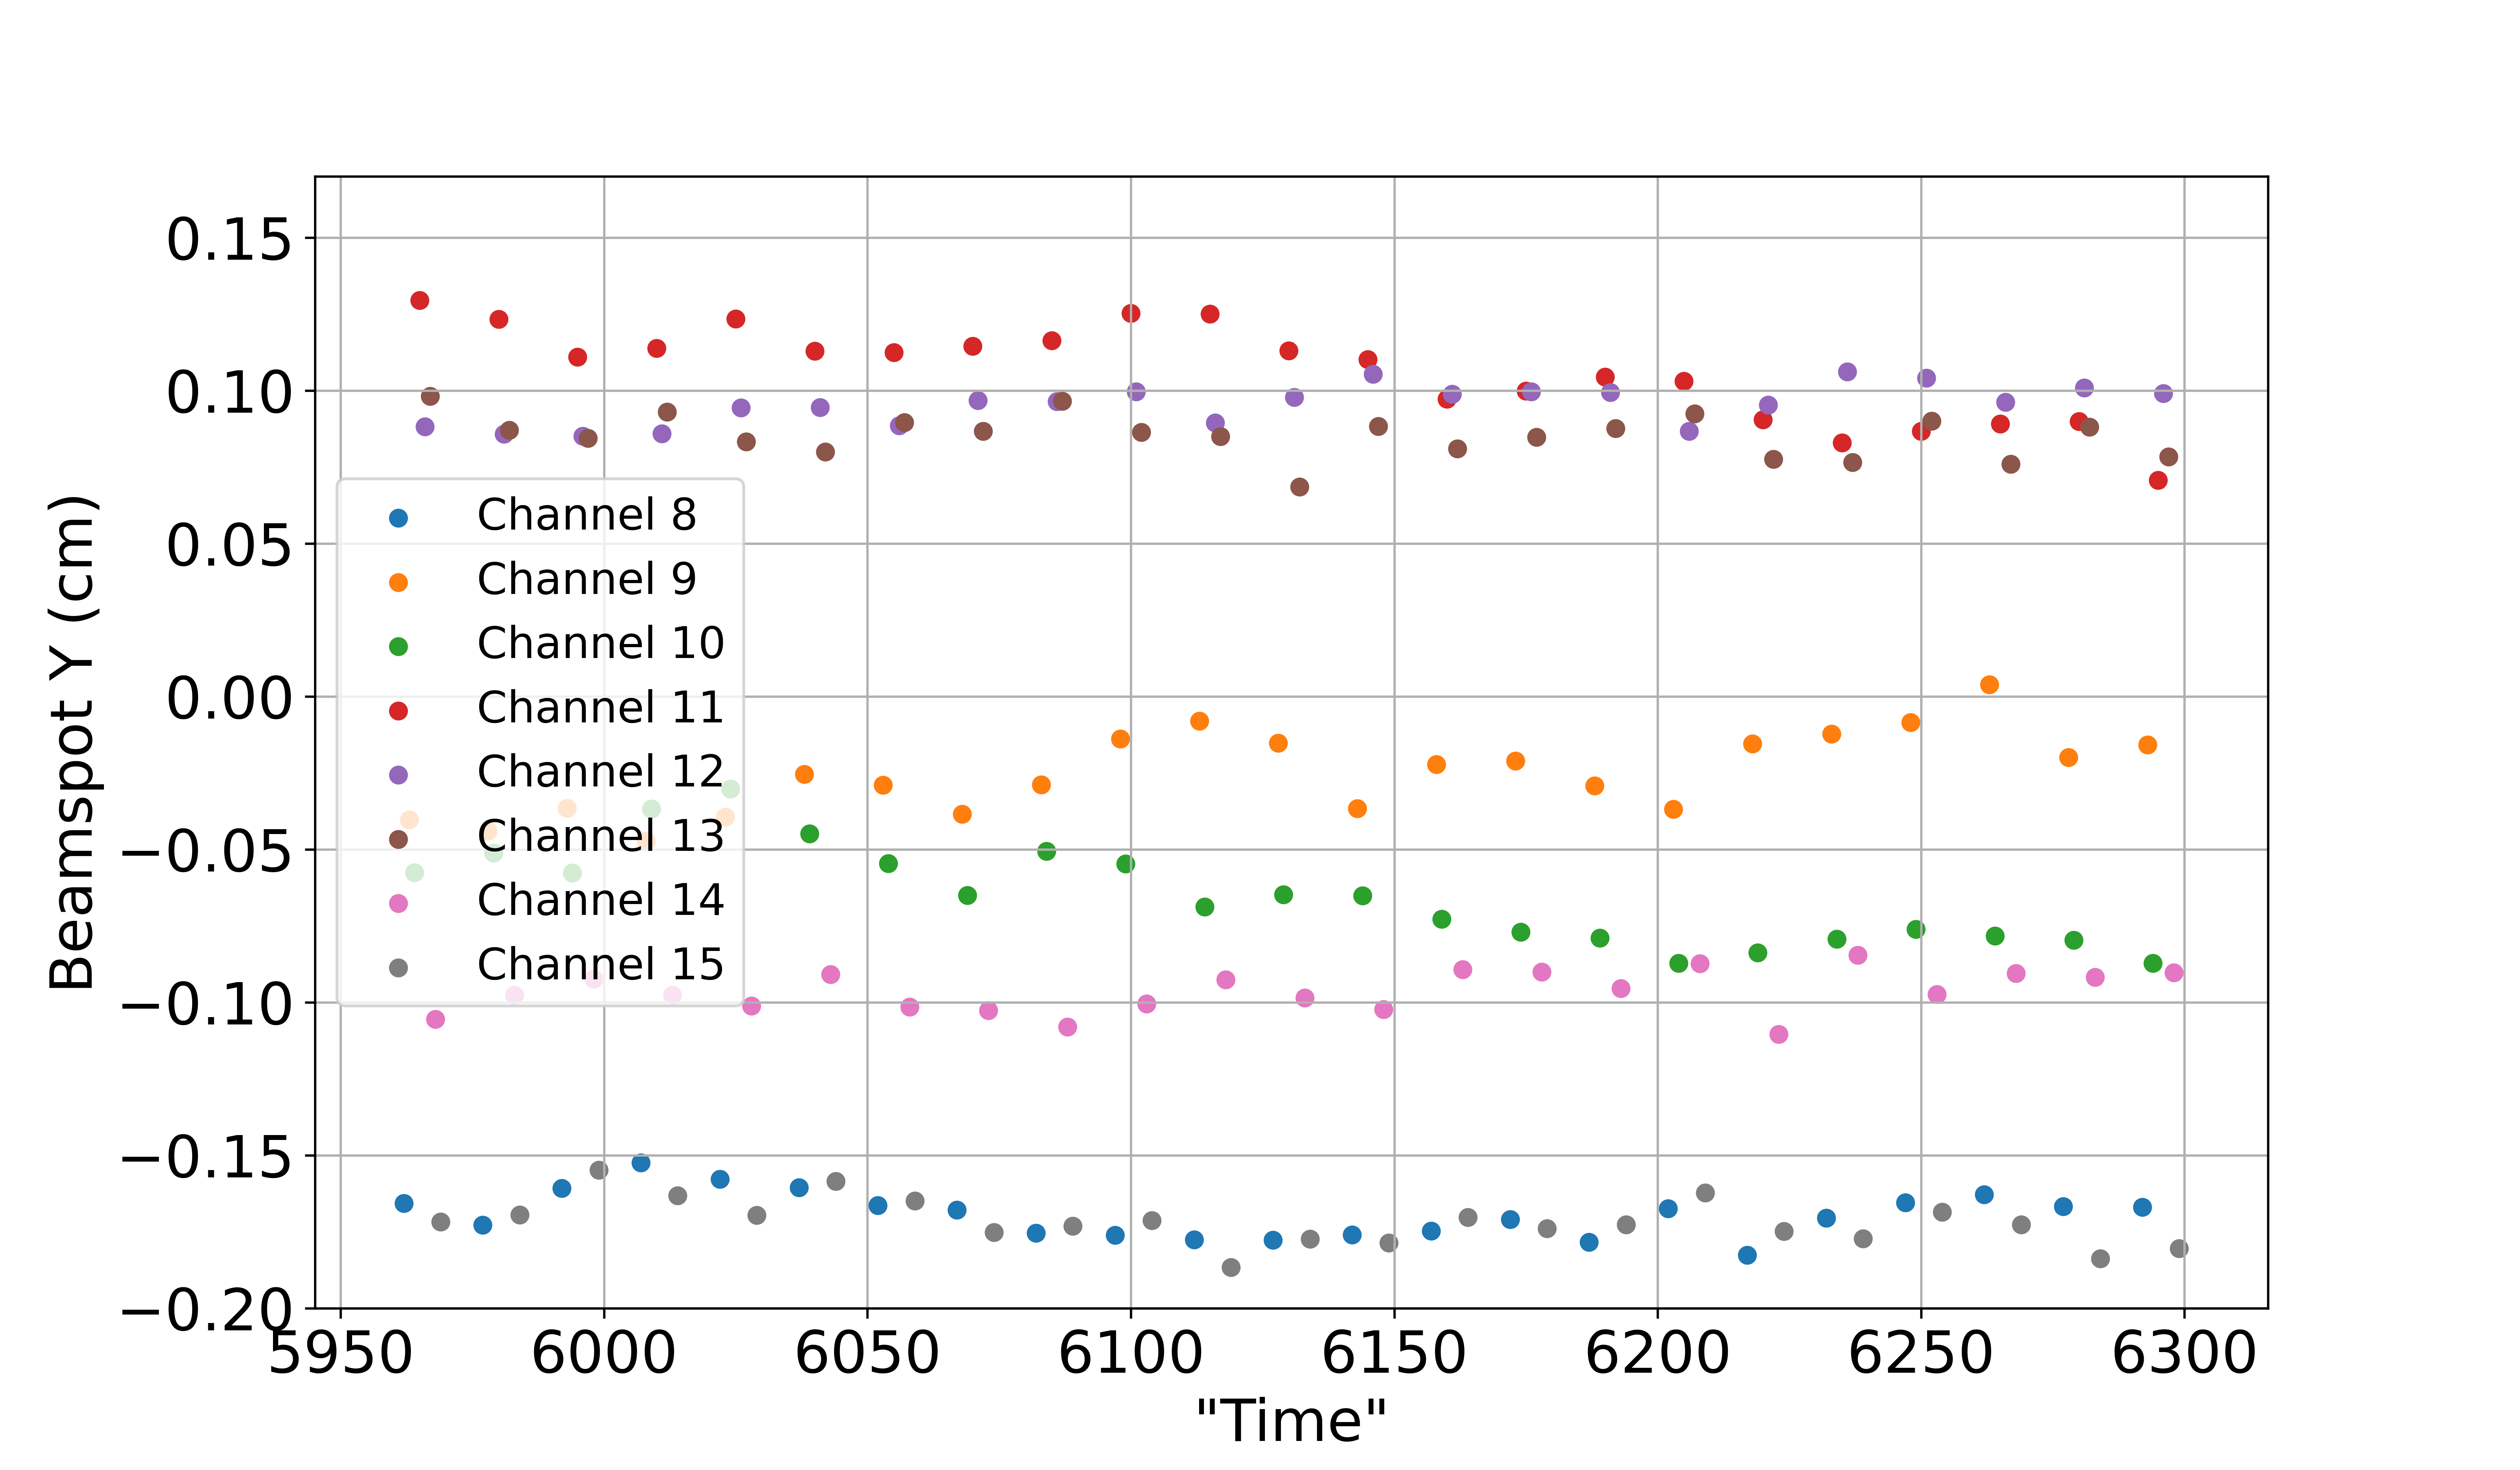 0.15
0.10
0.05
0.00
−0.05
−0.10
−0.15
−0.20
Beamspot Y (cm)
Channel 8
Channel 9
Channel 10
Channel 11
Channel 12
Channel 13
Channel 14
Channel 15
5950 6000 6050 6100 6150 6200 6250 6300
"Time"